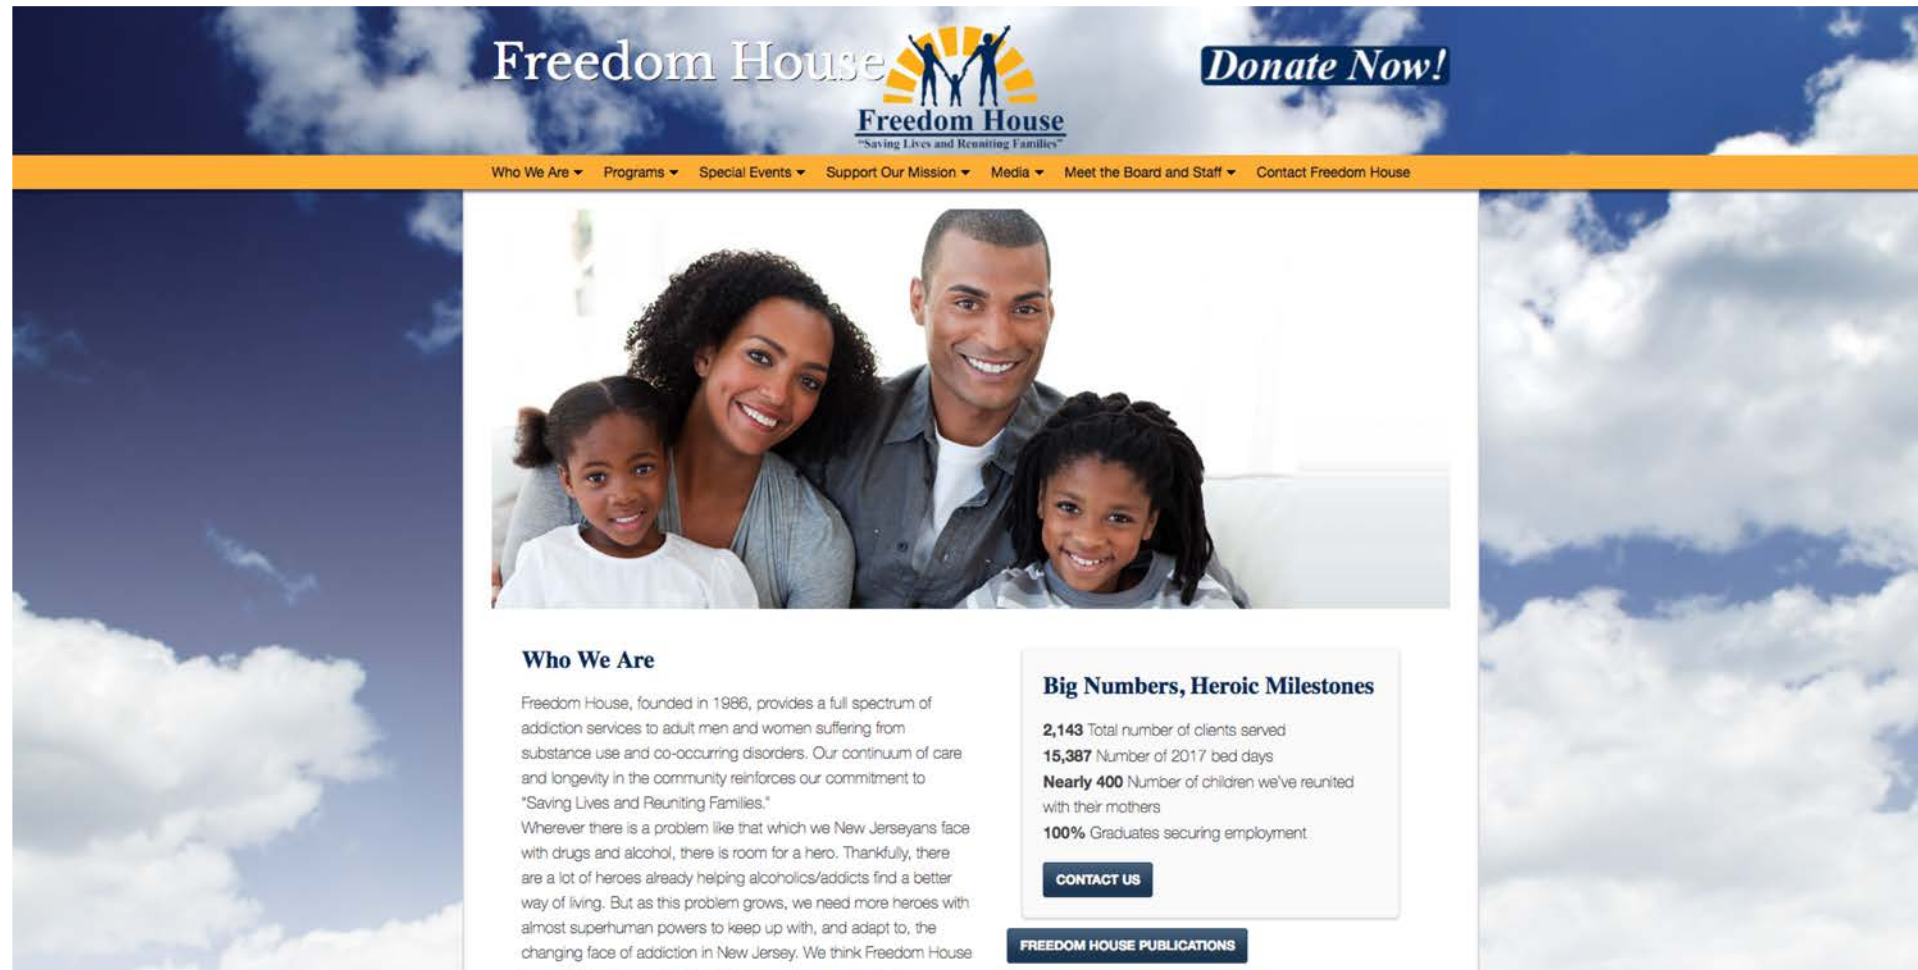 Freedom House
Freedom House
"Saving Lives and Reuniting Families"
Donate Now!
Who We Are
Programs
Special Events
Support Our Mission
Media
Meet the Board and Staff
Contact Freedom House
Who We Are
Freedom House, founded in 1986, provides a full spectrum of
addiction services to adult men and women suffering from
substance use and co-occurring disorders. Our continuum of care
and longevity in the community reinforces our commitment to
"Saving Lives and Reuniting Families."
Wherever there is a problem like that which we New Jerseyans face
with drugs and alcohol, there is room for a hero. Thankfully, there
are a lot of heroes already helping alcoholics/addicts find a better
way of living. But as this problem grows, we need more heroes with
almost superhuman powers to keep up with, and adapt to, the
changing face of addiction in New Jersey. We think Freedom House
Big Numbers, Heroic Milestones
2,143 Total number of clients served
15,387 Number of 2017 bed days
Nearly 400 Number of children we've reunited
with their mothers
100% Graduates securing employment
CONTACT US
FREEDOM HOUSE PUBLICATIONS